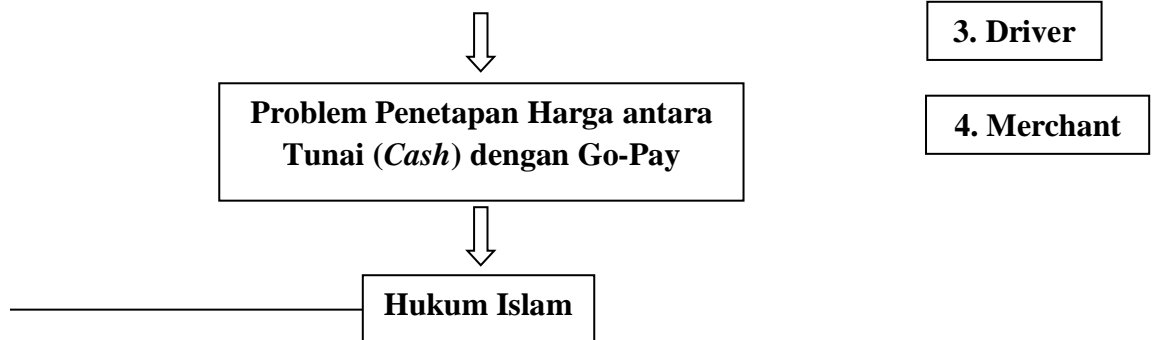 3. Driver
Problem Penetapan Harga antara
Tunai (Cash) dengan Go-Pay
4. Merchant
Hukum Islam